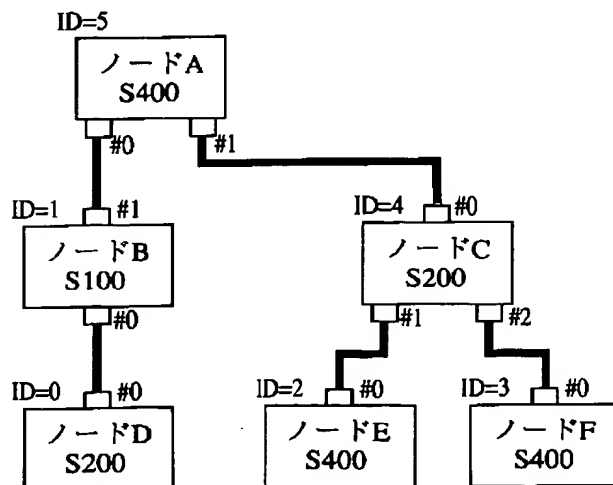 ID=5
ノードA
S400
#0
#1
ID=1
#1
ノードB
S100
#0
ID=4
#0
ノードC
S200
#1
#2
ID=0
#0
ノードD
S200
ID=2
#0
ノードE
S400
ID=3
#0
ノードF
S400